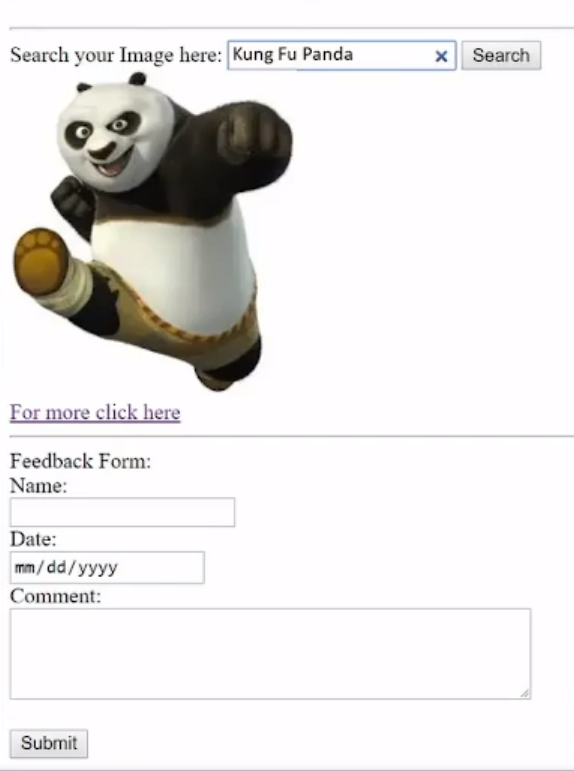 Search your Image here: Kung Fu Panda × Search
For more click here
Feedback Form:
Name:
Date:
mm/dd/yyyy
Comment:
Submit